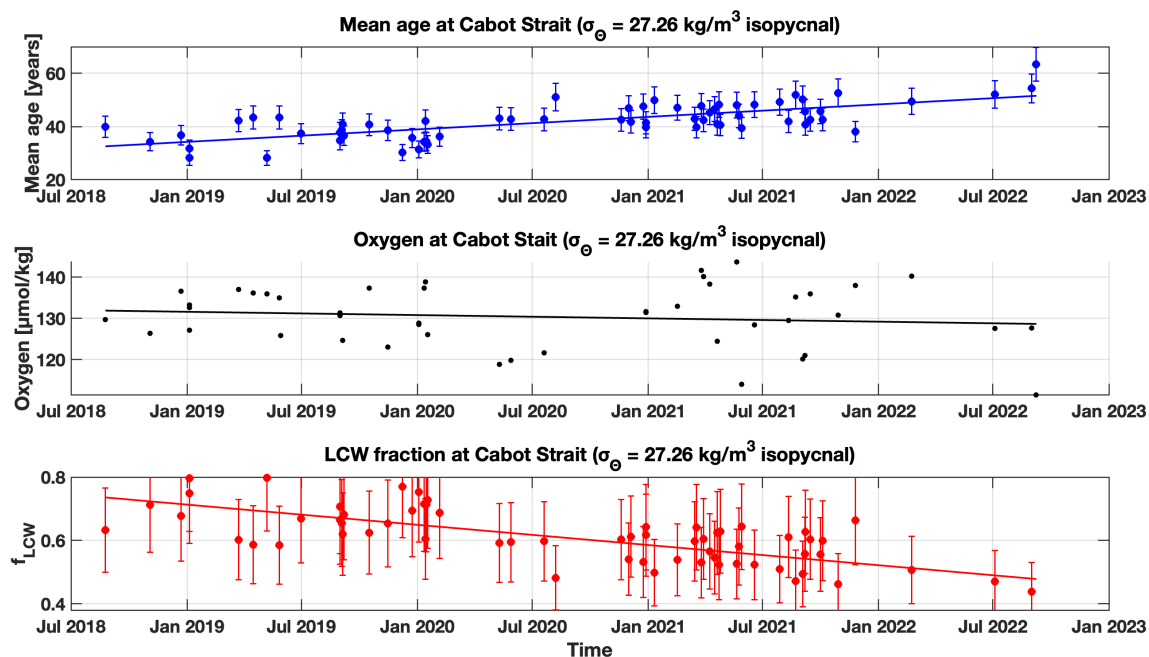 Mean age at Cabot Strait (σΘ = 27.26 kg/m³ isopycnal)
Mean age [years]
60
40
20
Jul 2018 Jan 2019 Jul 2019 Jan 2020 Jul 2020 Jan 2021 Jul 2021 Jan 2022 Jul 2022 Jan 2023
Oxygen at Cabot Stait (σΘ = 27.26 kg/m³ isopycnal)
Oxygen [μmol/kg]
140
130
120
Jul 2018 Jan 2019 Jul 2019 Jan 2020 Jul 2020 Jan 2021 Jul 2021 Jan 2022 Jul 2022 Jan 2023
LCW fraction at Cabot Strait (σΘ = 27.26 kg/m³ isopycnal)
fLCW
0.8
0.6
0.4
Jul 2018 Jan 2019 Jul 2019 Jan 2020 Jul 2020 Jan 2021 Jul 2021 Jan 2022 Jul 2022 Jan 2023
Time